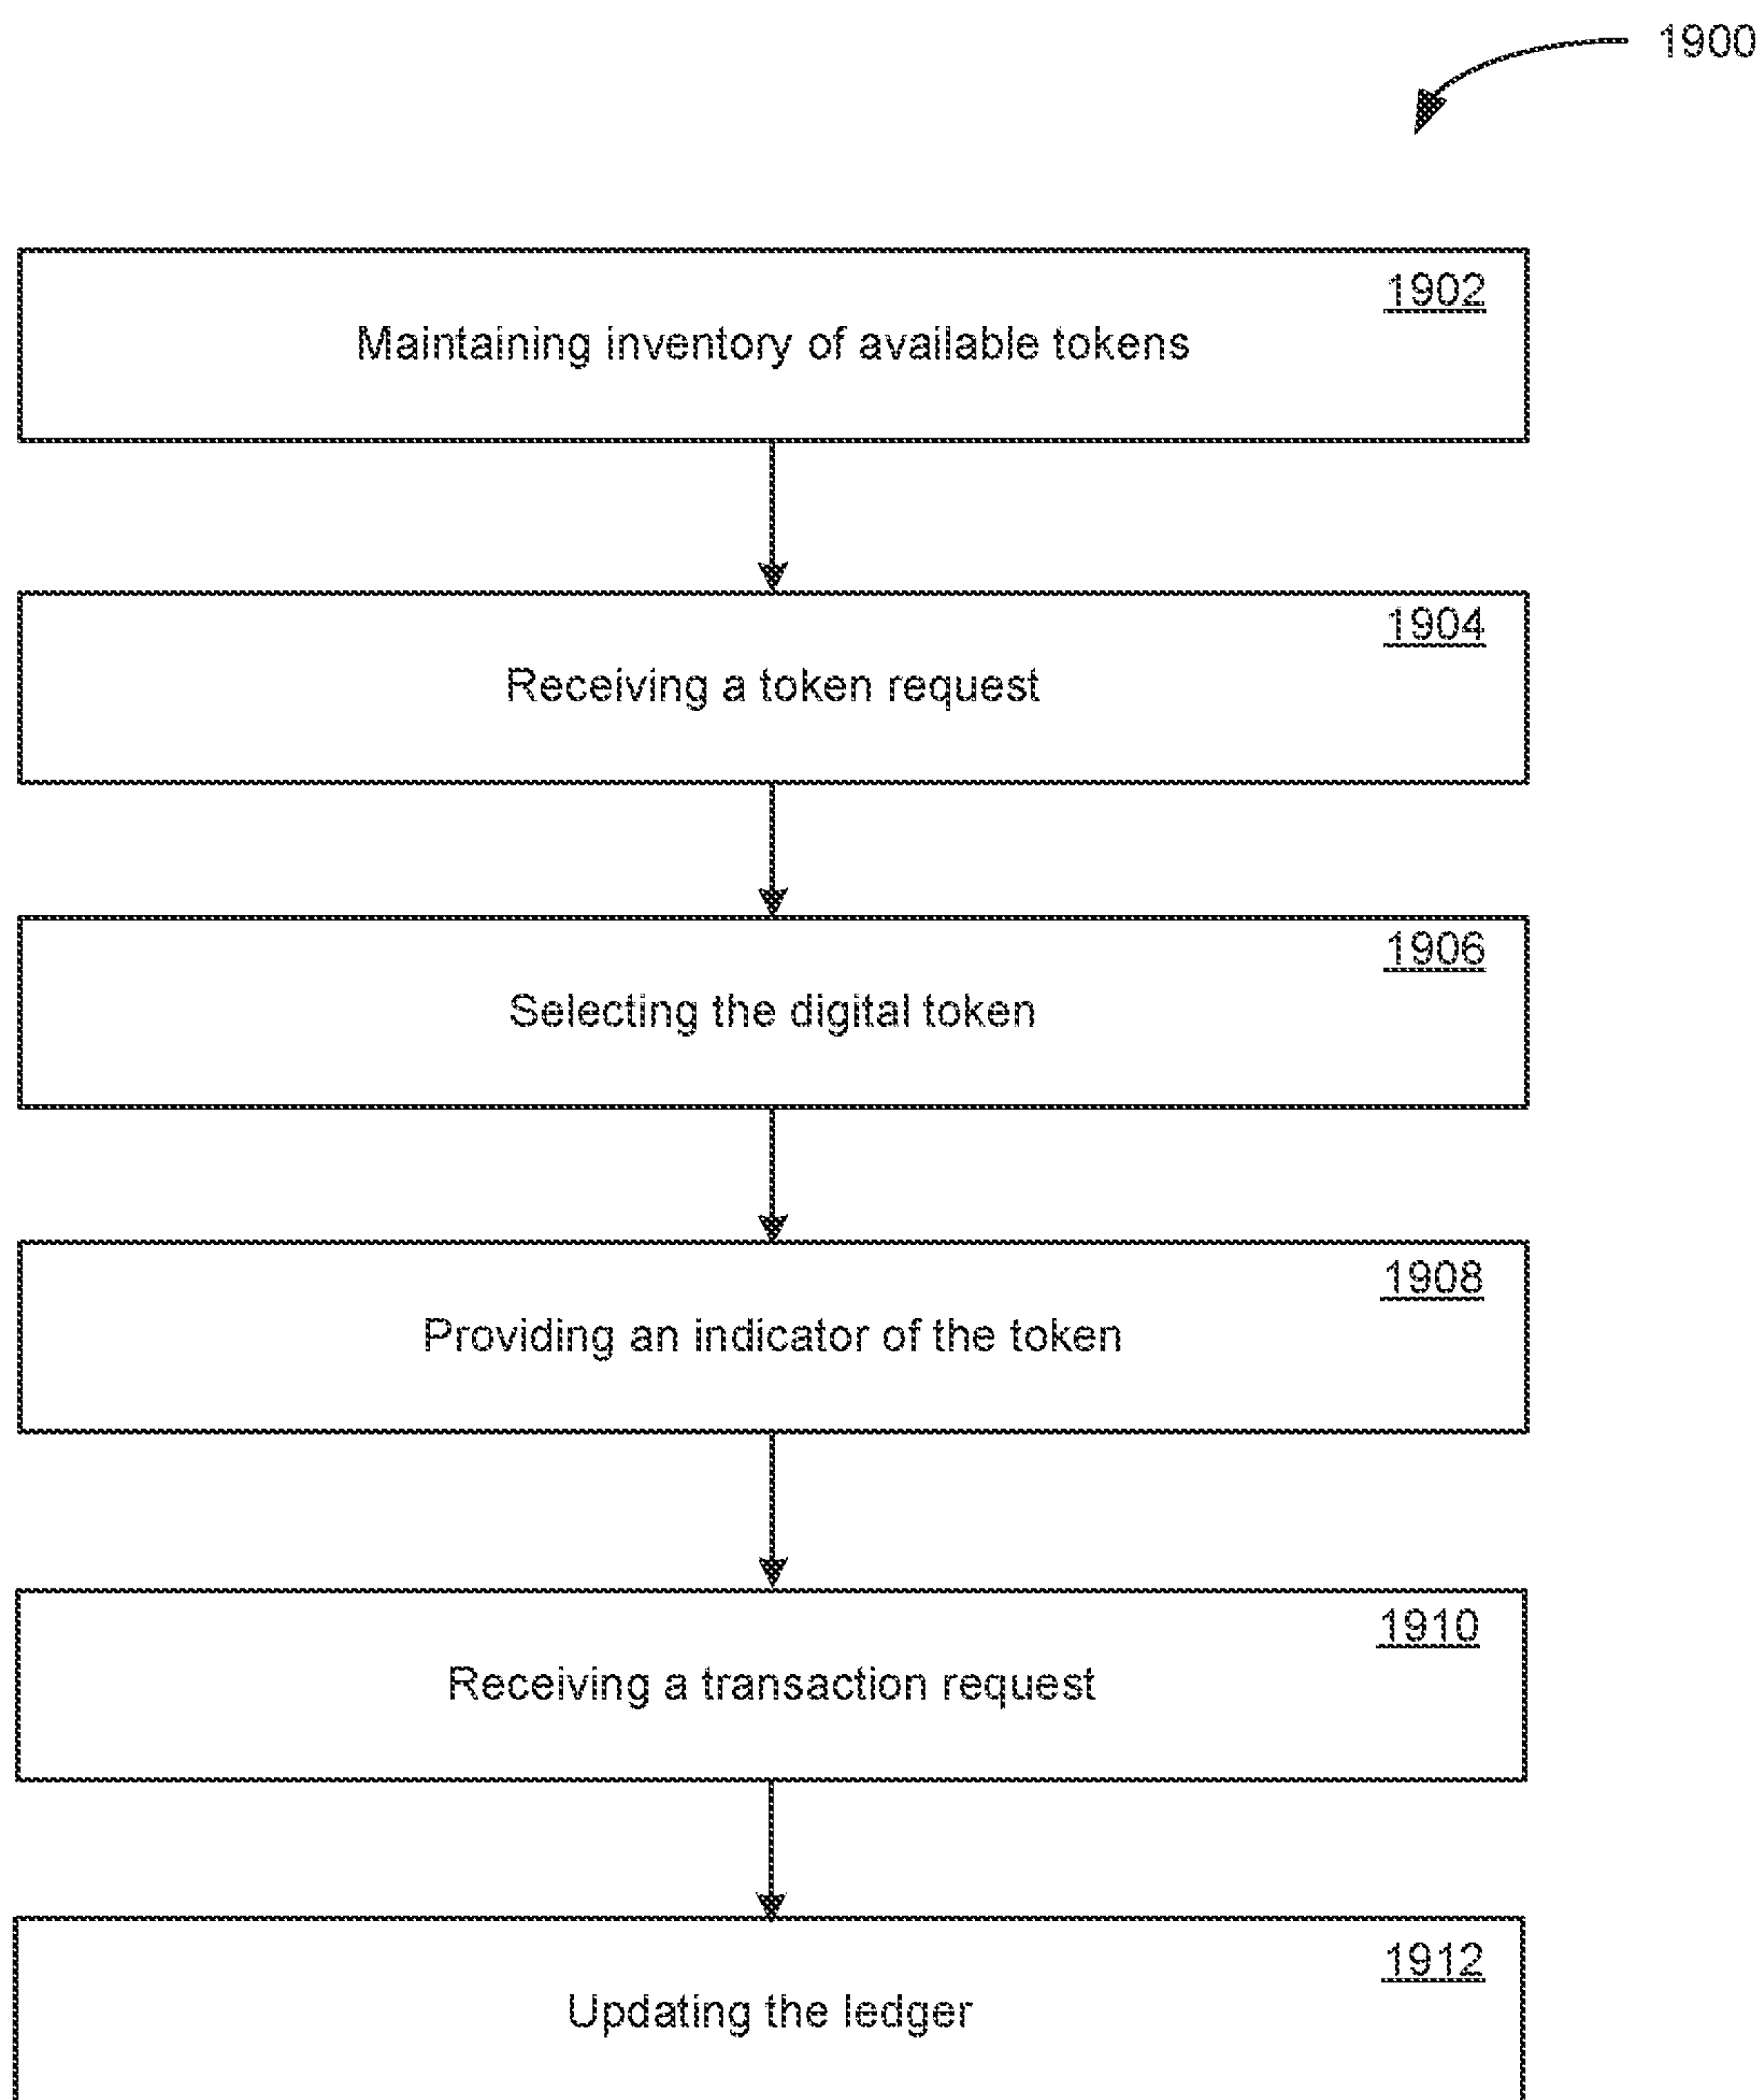 1900
1902
Maintaining inventory of available tokens
1904
Receiving a token request
1906
Selecting the digital token
1908
Providing an indicator of the token
1910
Receiving a transaction request
1912
Updating the ledger